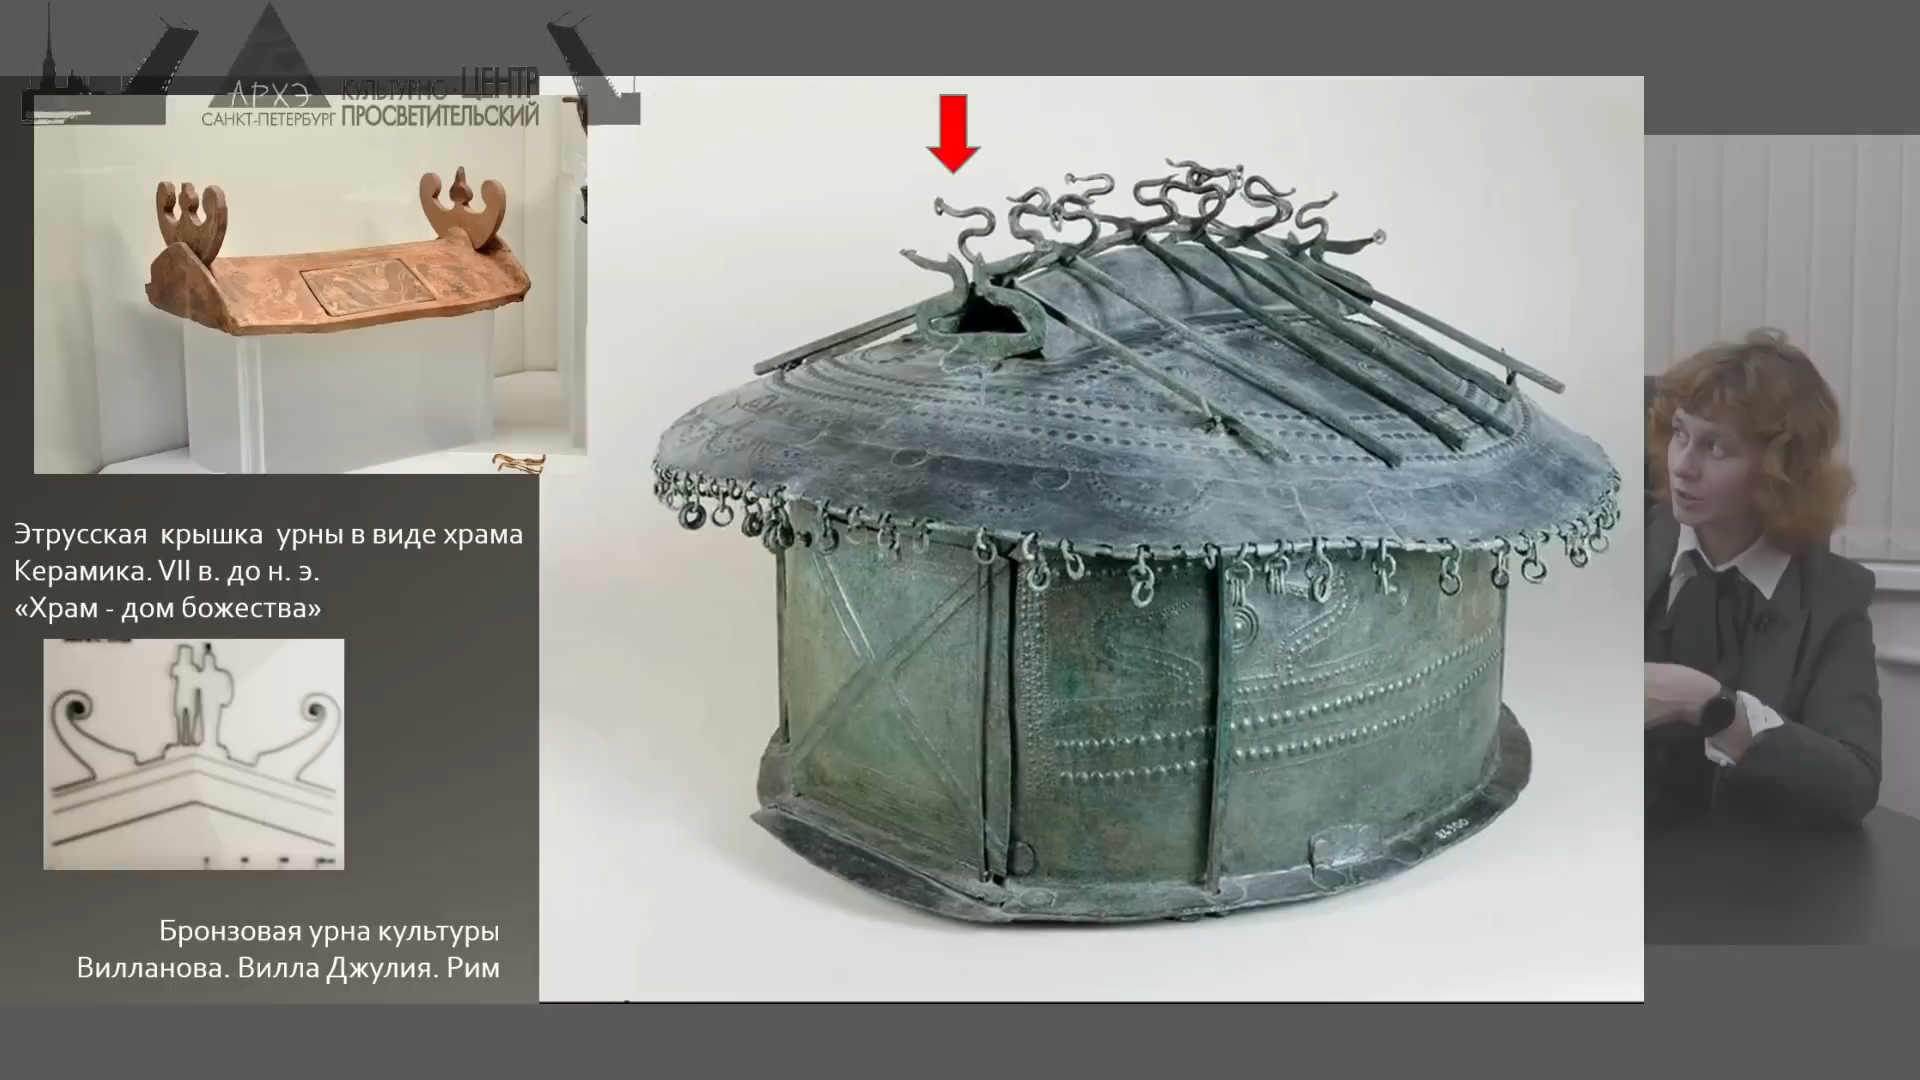 АРХЭ
САНКТ-ПЕТЕРБУРГ
КУЛЬТУРНО - ЦЕНТР
ПРОСВЕТИТЕЛЬСКИЙ
Этрусская крышка урны в виде храма
Керамика. VII в. до н. э.
«Храм - дом божества»
Бронзовая урна культуры
Вилланова. Вилла Джулия. Рим
86500